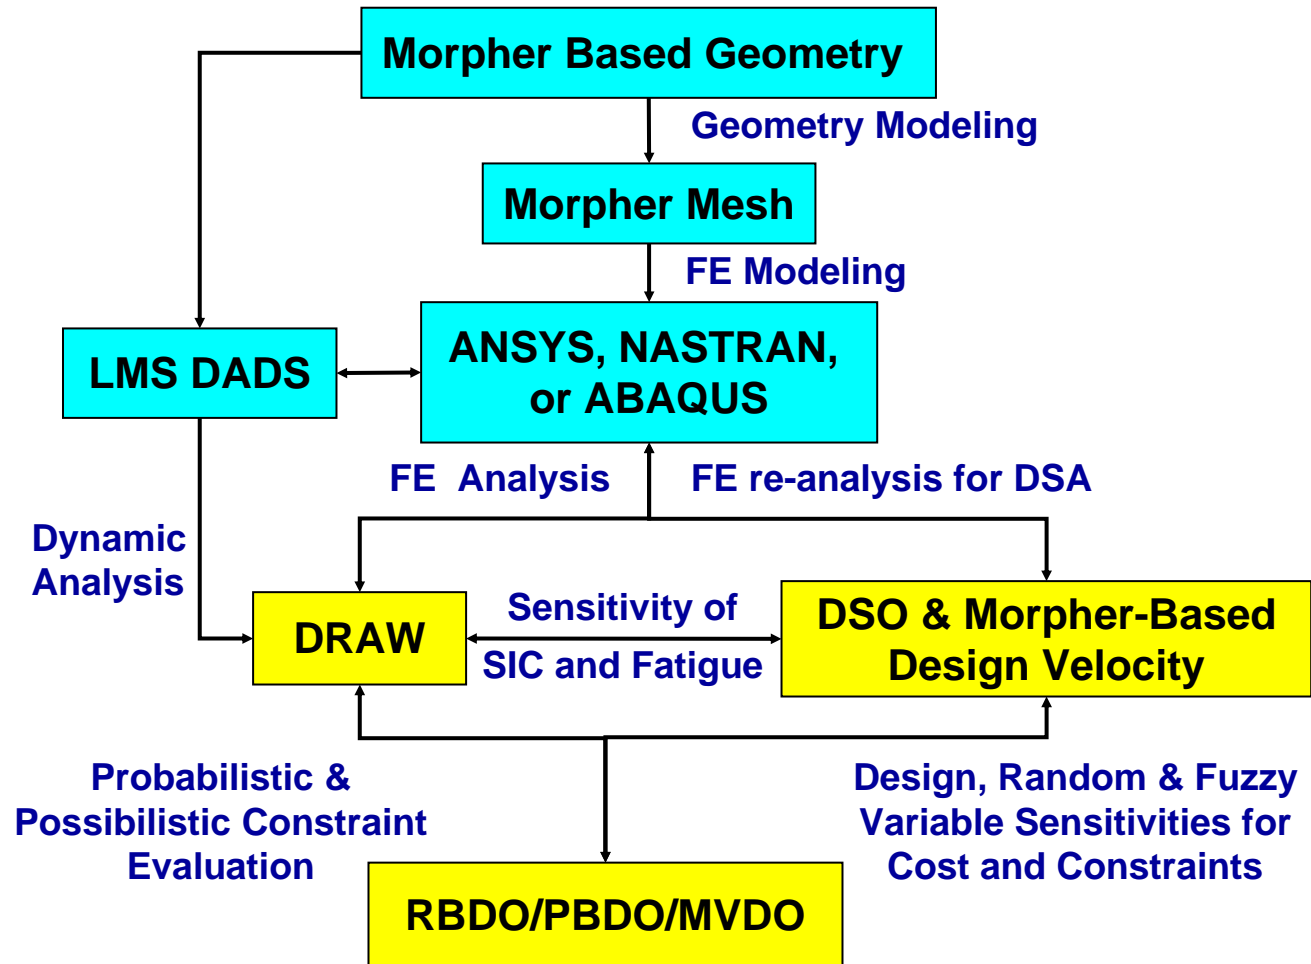 Morpher Based Geometry
Geometry Modeling
Morpher Mesh
FE Modeling
LMS DADS
ANSYS, NASTRAN,
or ABAQUS
FE Analysis
FE re-analysis for DSA
Dynamic
Analysis
DRAW
Sensitivity of
SIC and Fatigue
DSO & Morpher-Based
Design Velocity
Probabilistic &
Possibilistic Constraint
Evaluation
Design, Random & Fuzzy
Variable Sensitivities for
Cost and Constraints
RBDO/PBDO/MVDO